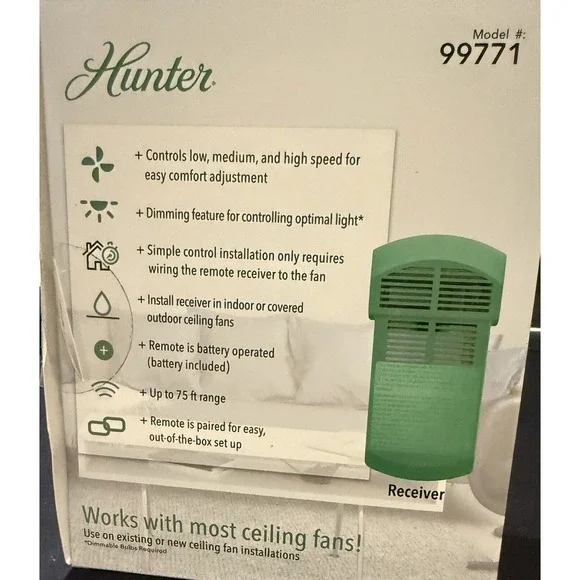 Hunter
Model #:
99771
+ Controls low, medium, and high speed for
easy comfort adjustment
+ Dimming feature for controlling optimal light*
+ Simple control installation only requires
wiring the remote receiver to the fan
+ Install receiver in indoor or covered
outdoor ceiling fans
+ Remote is battery operated
(battery included)
+ Up to 75 ft range
+ Remote is paired for easy,
out-of-the-box set up
Receiver
Works with most ceiling fans!
Use on existing or new ceiling fan installations
*Dimmable Bulbs Required